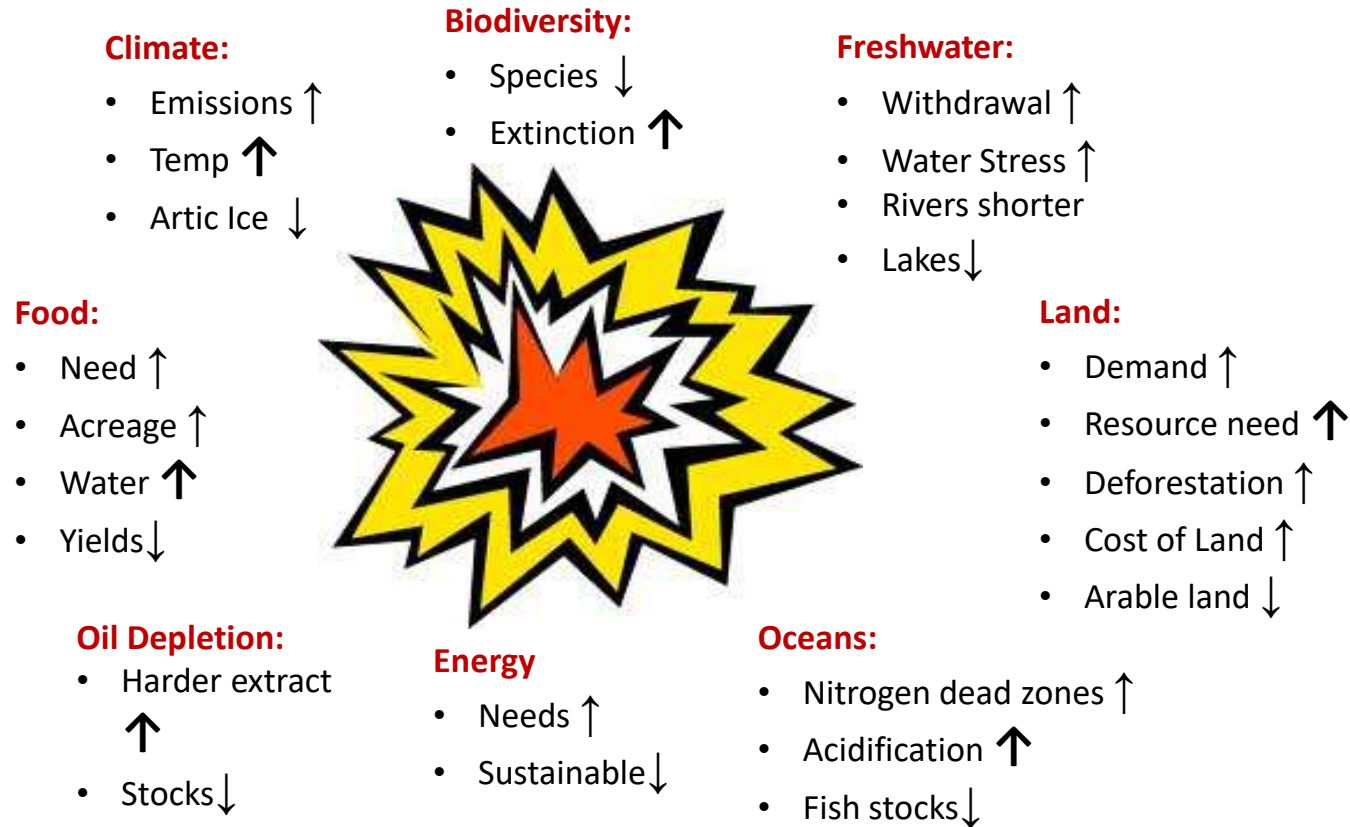 Climate:
• Emissions ↑
• Temp ↑
• Artic Ice ↓
Biodiversity:
• Species ↓
• Extinction ↑
Freshwater:
• Withdrawal ↑
• Water Stress ↑
• Rivers shorter
• Lakes↓
Food:
• Need ↑
• Acreage ↑
• Water ↑
• Yields↓
Land:
• Demand ↑
• Resource need ↑
• Deforestation ↑
• Cost of Land ↑
• Arable land ↓
Oil Depletion:
• Harder extract
↑
• Stocks↓
Energy
• Needs ↑
• Sustainable↓
Oceans:
• Nitrogen dead zones ↑
• Acidification ↑
• Fish stocks↓